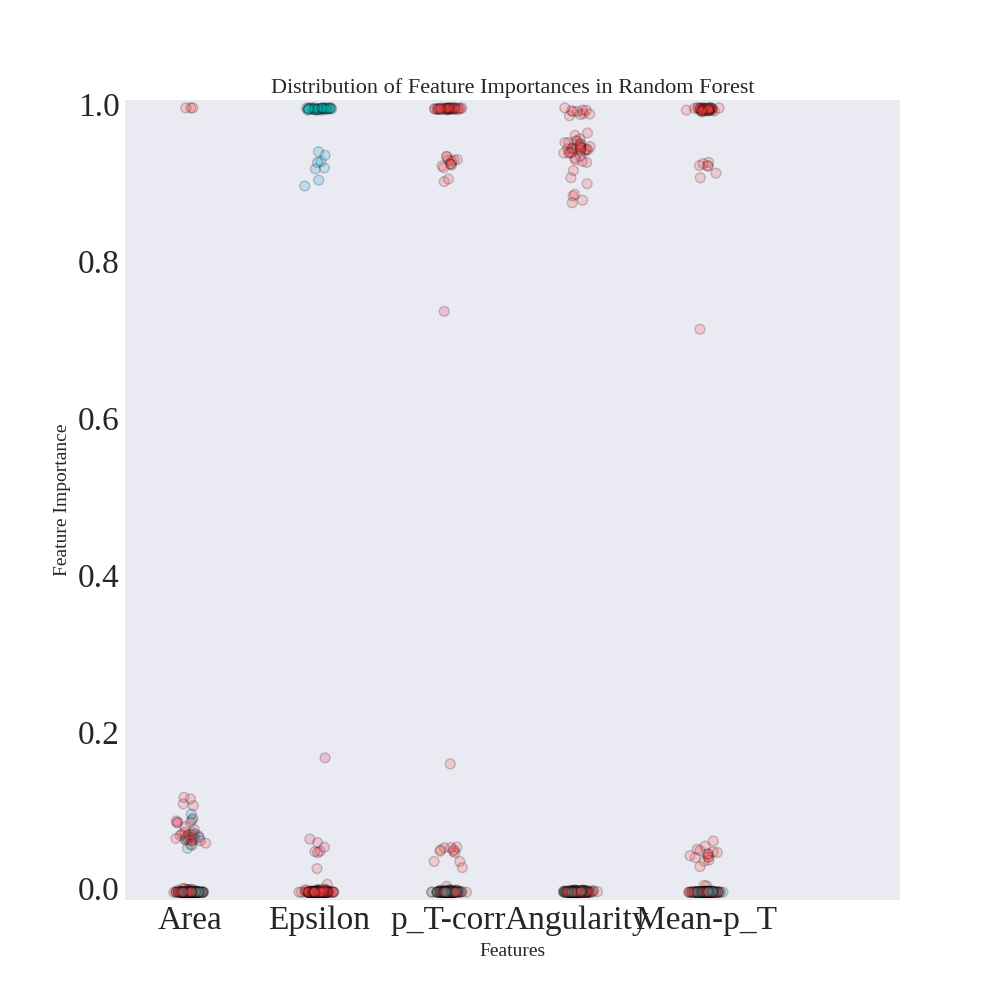 Distribution of Feature Importances in Random Forest
1.0
0.8
0.6
0.4
0.2
0.0
Feature Importance
Area Epsilon p_T-corr Angularity Mean-p_T
Features